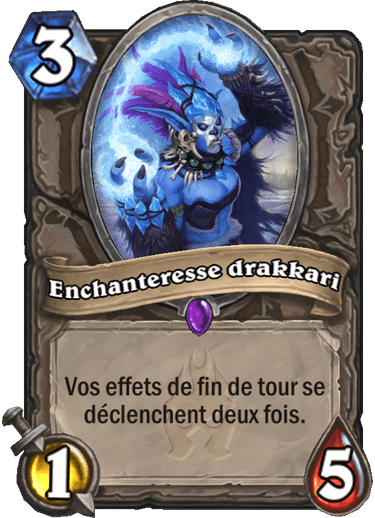 3
Enchanteresse drakkari
Vos effets de fin de tour se
déclenchent deux fois.
1
5